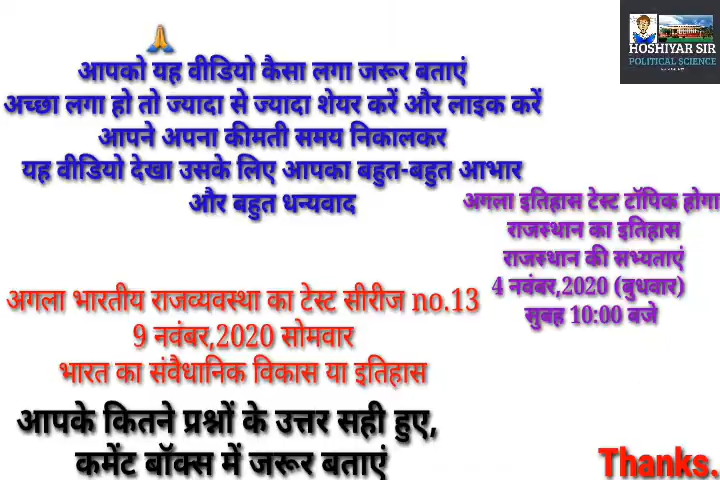 🙏
आपको यह वीडियो कैसा लगा जरूर बताएं
अच्छा लगा हो तो ज्यादा से ज्यादा शेयर करें और लाइक करें
आपने अपना कीमती समय निकालकर
यह वीडियो देखा उसके लिए आपका बहुत-बहुत आभार
और बहुत धन्यवाद
HOSHIYAR SIR
POLITICAL SCIENCE
अगला इतिहास टेस्ट टॉपिक होगा
राजस्थान का इतिहास
राजस्थान की सभ्यताएं
4 नवंबर,2020 (बुधवार)
सुबह 10:00 बजे
अगला भारतीय राजव्यवस्था का टेस्ट सीरीज no.13
9 नवंबर,2020 सोमवार
भारत का संवैधानिक विकास या इतिहास
आपके कितने प्रश्नों के उत्तर सही हुए,
कमेंट बॉक्स में जरूर बताएं
Thanks.